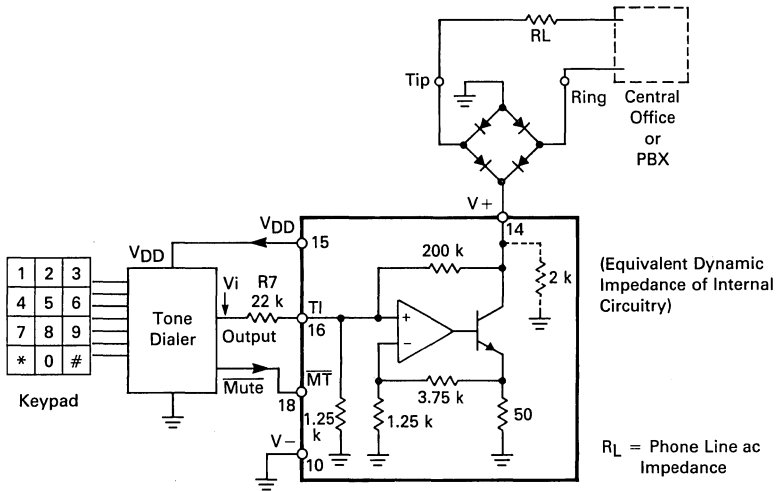 RL
Tip
Ring
Central
Office
or
PBX
V+
14
VDD
15
VDD
200 k
2 k
(Equivalent Dynamic
Impedance of Internal
Circuitry)
1 2 3
4 5 6
7 8 9
* 0 #
Keypad
Tone
Dialer
Vi
R7
22 k
Output
TI
16
+
−
Mute
MT
18
3.75 k
1.25
k
1.25 k
50
V−
10
RL = Phone Line ac
Impedance